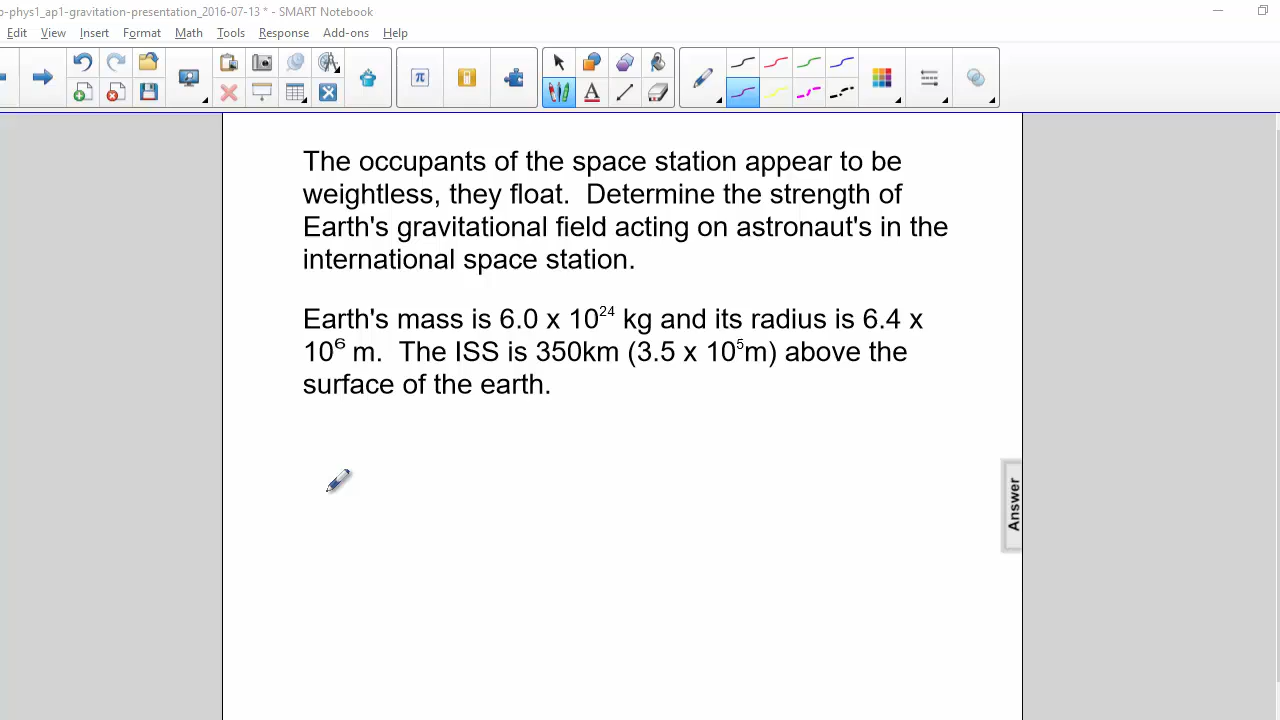 p-phys1_ap1-gravitation-presentation_2016-07-13 * - SMART Notebook
Edit View Insert Format Math Tools Response Add-ons Help
π
A
The occupants of the space station appear to be
weightless, they float. Determine the strength of
Earth's gravitational field acting on astronaut's in the
international space station.
Earth's mass is 6.0 x 10²⁴ kg and its radius is 6.4 x
10⁶ m. The ISS is 350km (3.5 x 10⁵m) above the
surface of the earth.
Answer